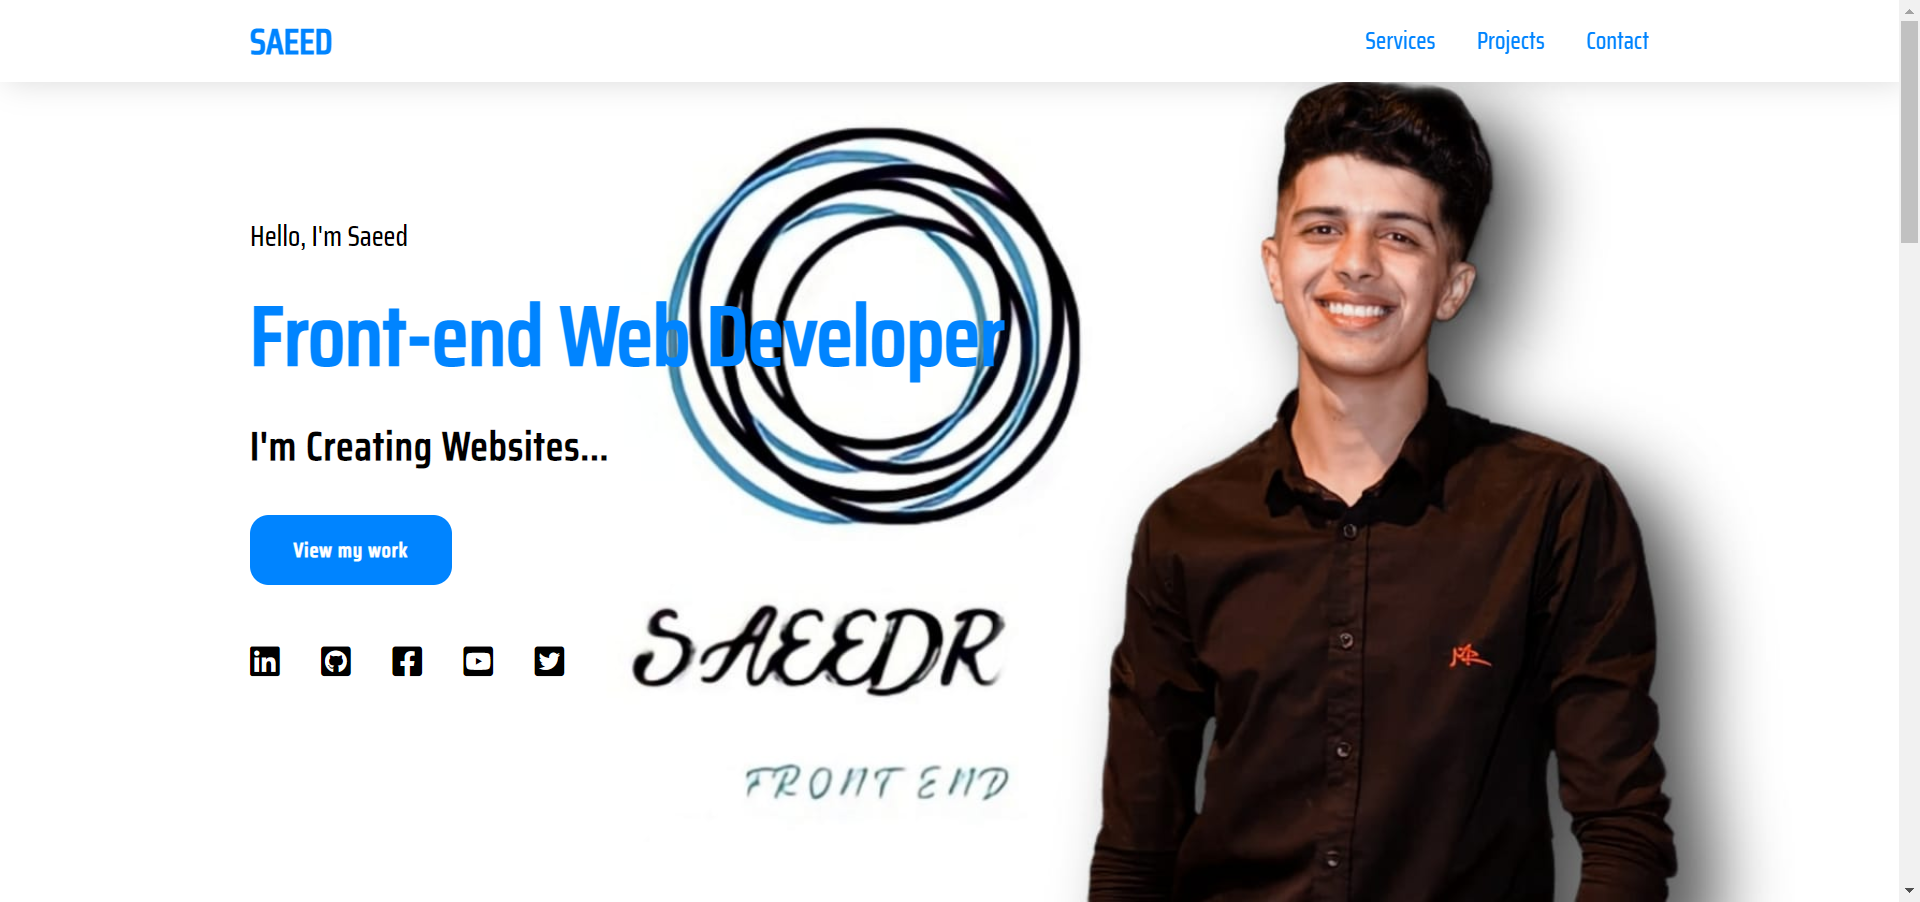 SAEED
Services Projects Contact
Hello, I'm Saeed
Front-end Web Developer
I'm Creating Websites...
View my work
SAEEDR
FRONT END